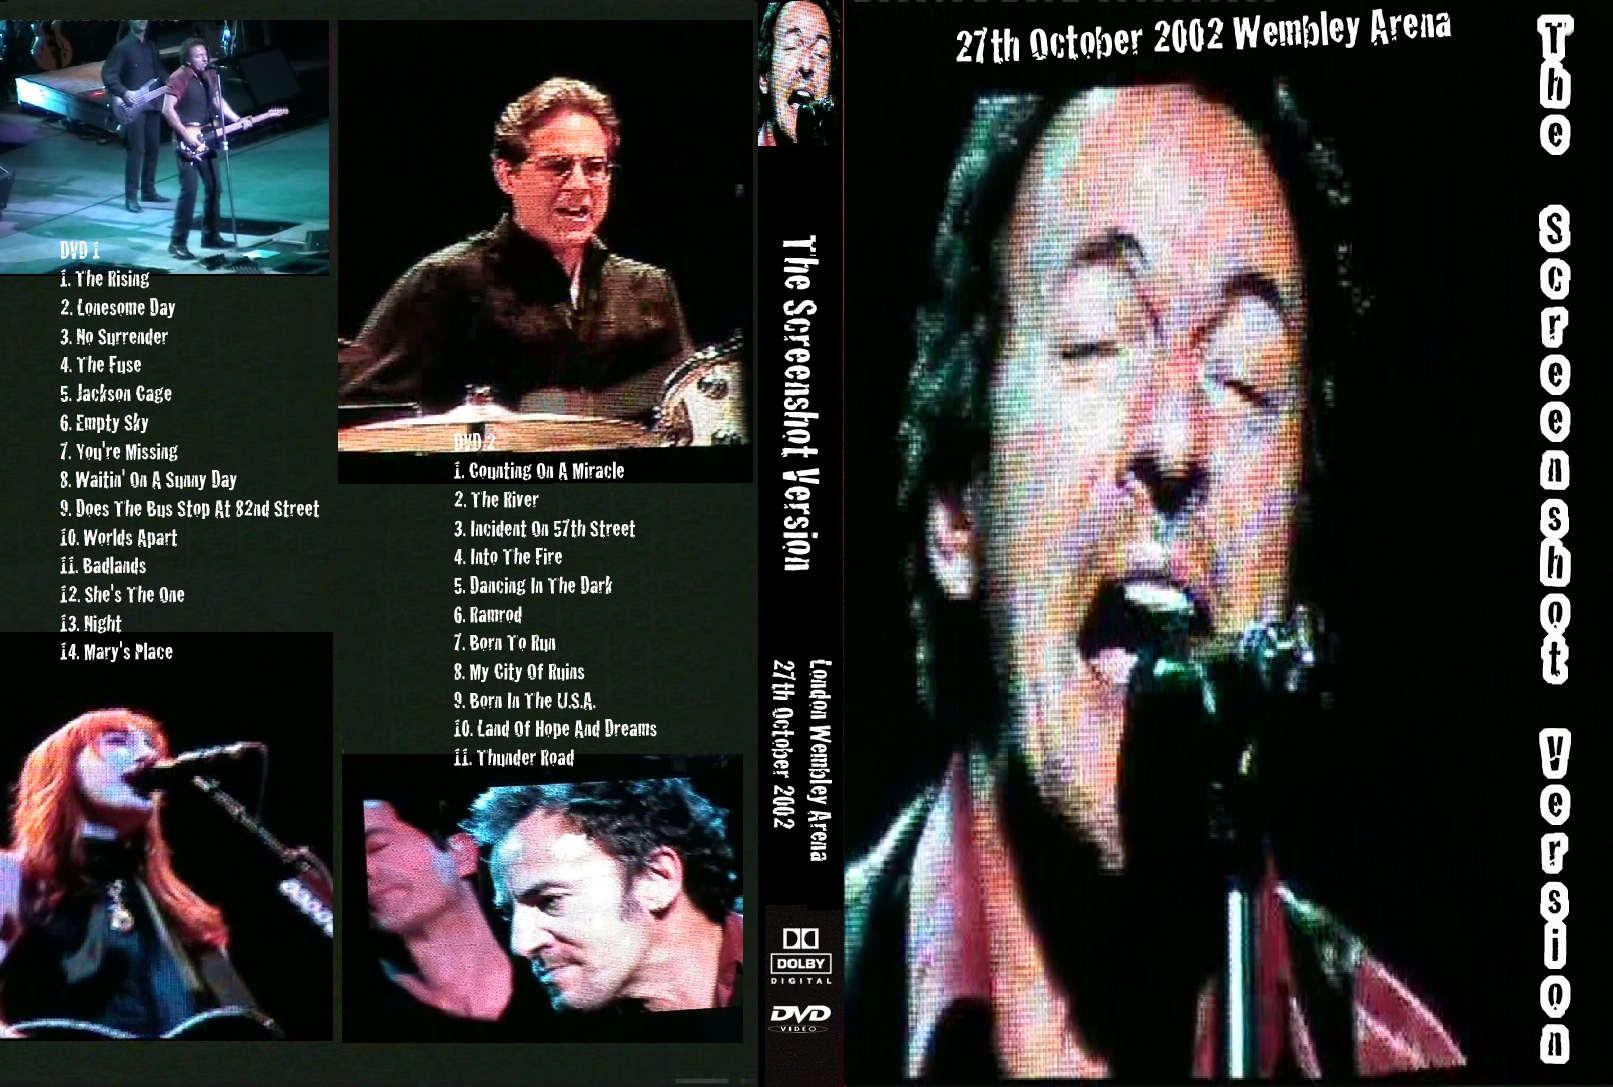 DVD 1
1. The Rising
2. Lonesome Day
3. No Surrender
4. The Fuse
5. Jackson Cage
6. Empty Sky
7. You're Missing
8. Waitin' On A Sunny Day
9. Does The Bus Stop At 82nd Street
10. Worlds Apart
11. Badlands
12. She's The One
13. Night
14. Mary's Place
DVD 2
1. Counting On A Miracle
2. The River
3. Incident On 57th Street
4. Into The Fire
5. Dancing In The Dark
6. Ramrod
7. Born To Run
8. My City Of Ruins
9. Born In The U.S.A.
10. Land Of Hope And Dreams
11. Thunder Road
The Screenshot Version
London Wembley Arena
27th October 2002
DOLBY
DIGITAL
DVD
VIDEO
27th October 2002 Wembley Arena
The Screenshot Version